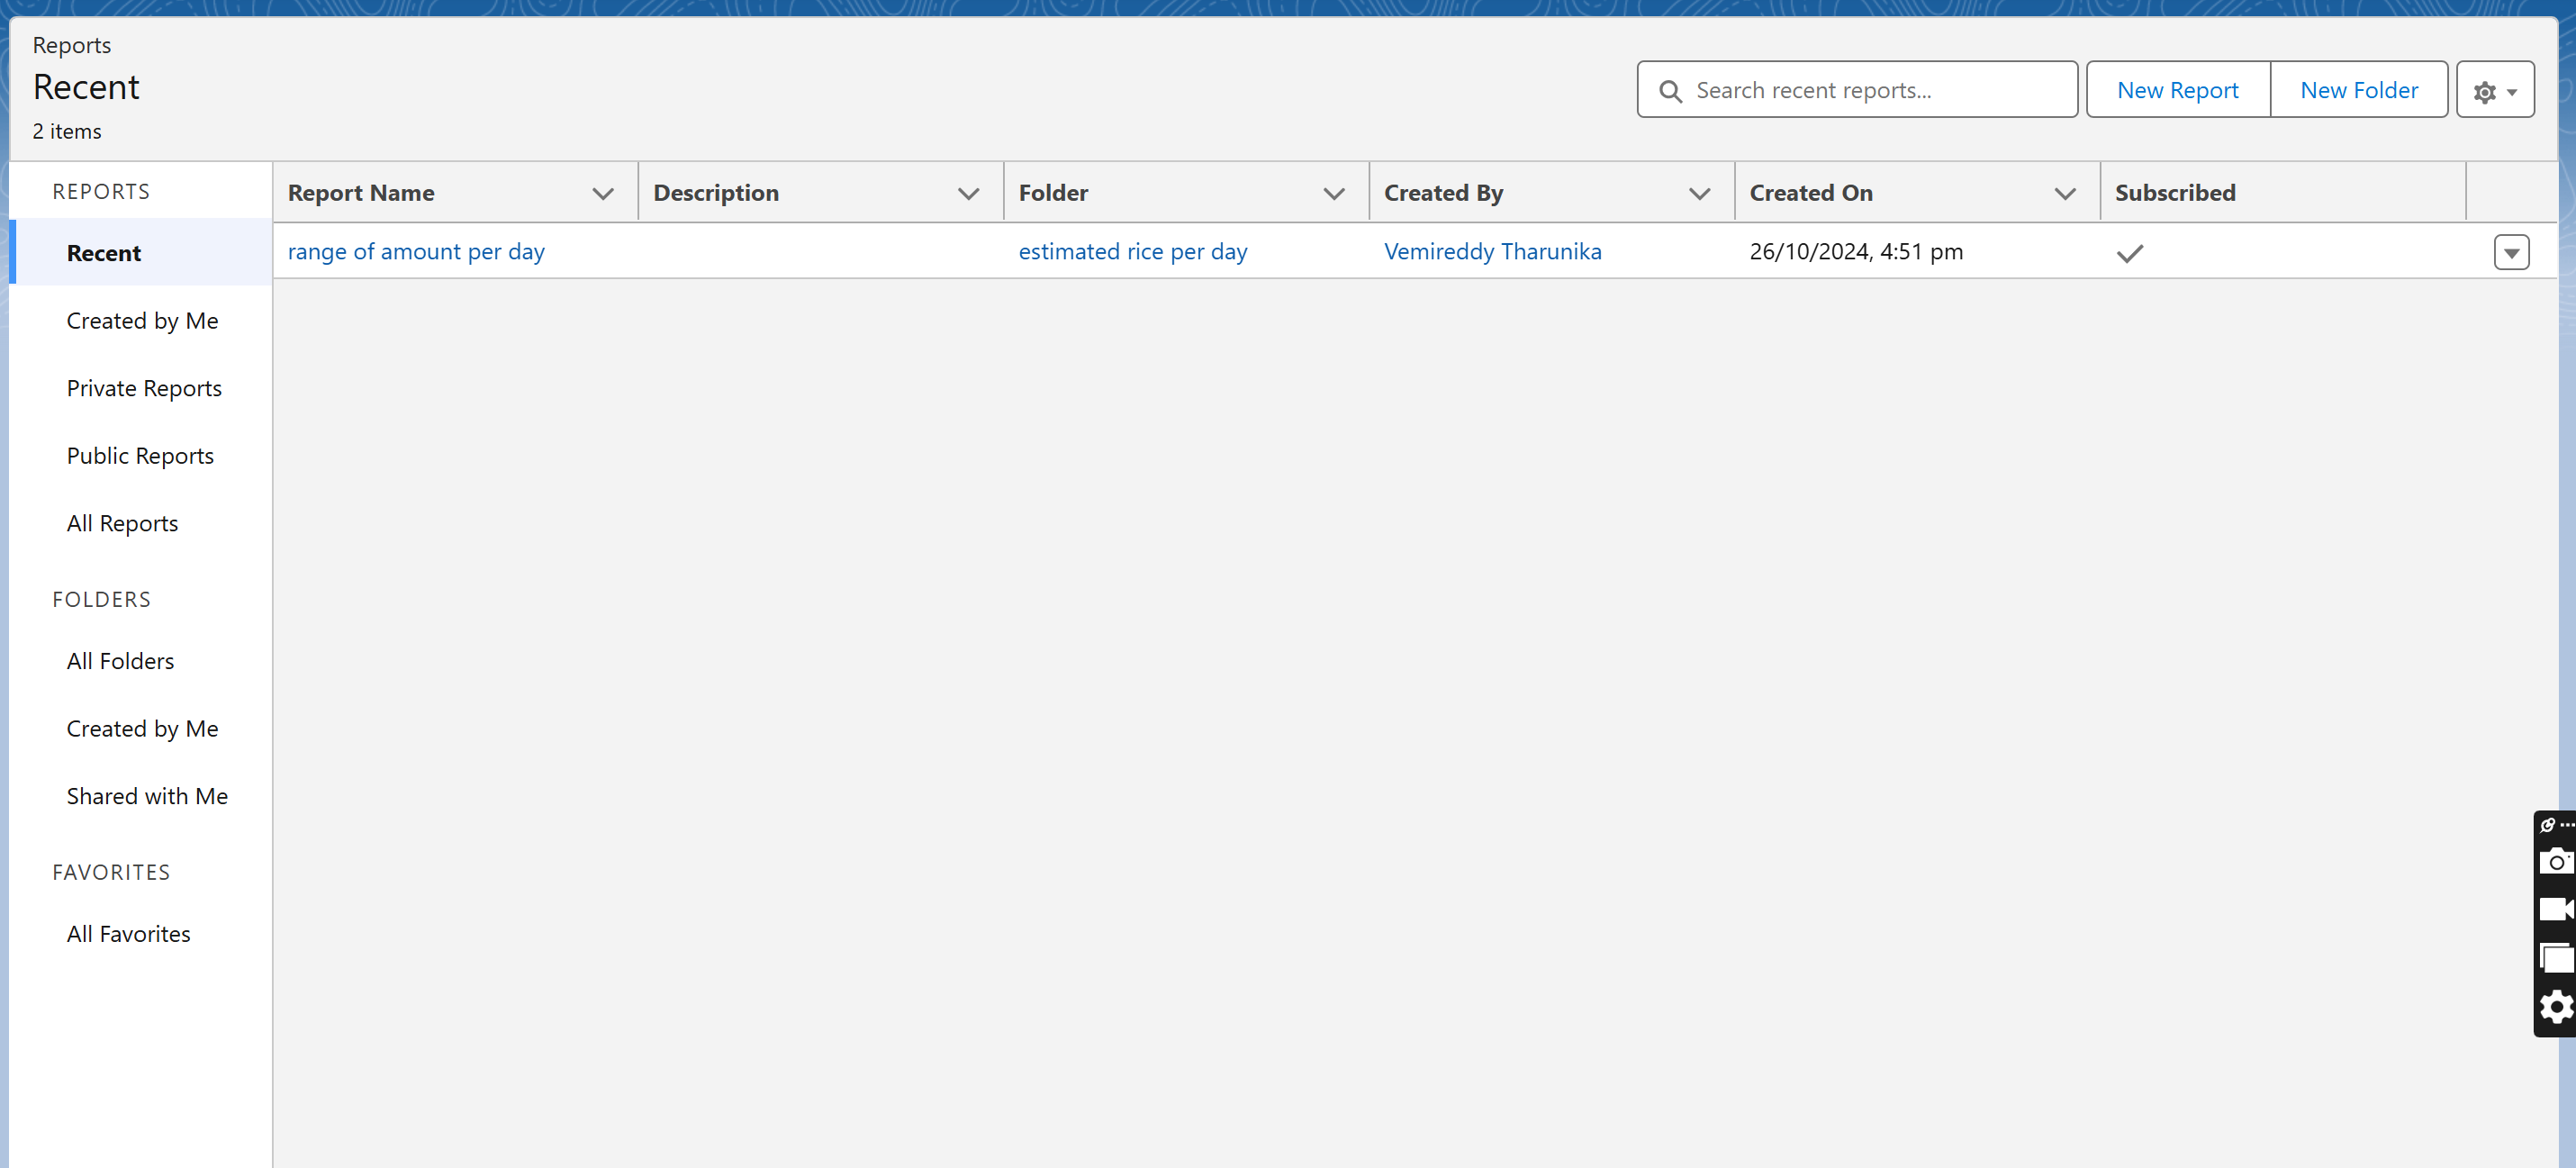 Reports
Recent
2 items
Search recent reports...
New Report
New Folder
REPORTS
Recent
Created by Me
Private Reports
Public Reports
All Reports
FOLDERS
All Folders
Created by Me
Shared with Me
FAVORITES
All Favorites
Report Name Description Folder Created By Created On Subscribed
range of amount per day estimated rice per day Vemireddy Tharunika 26/10/2024, 4:51 pm